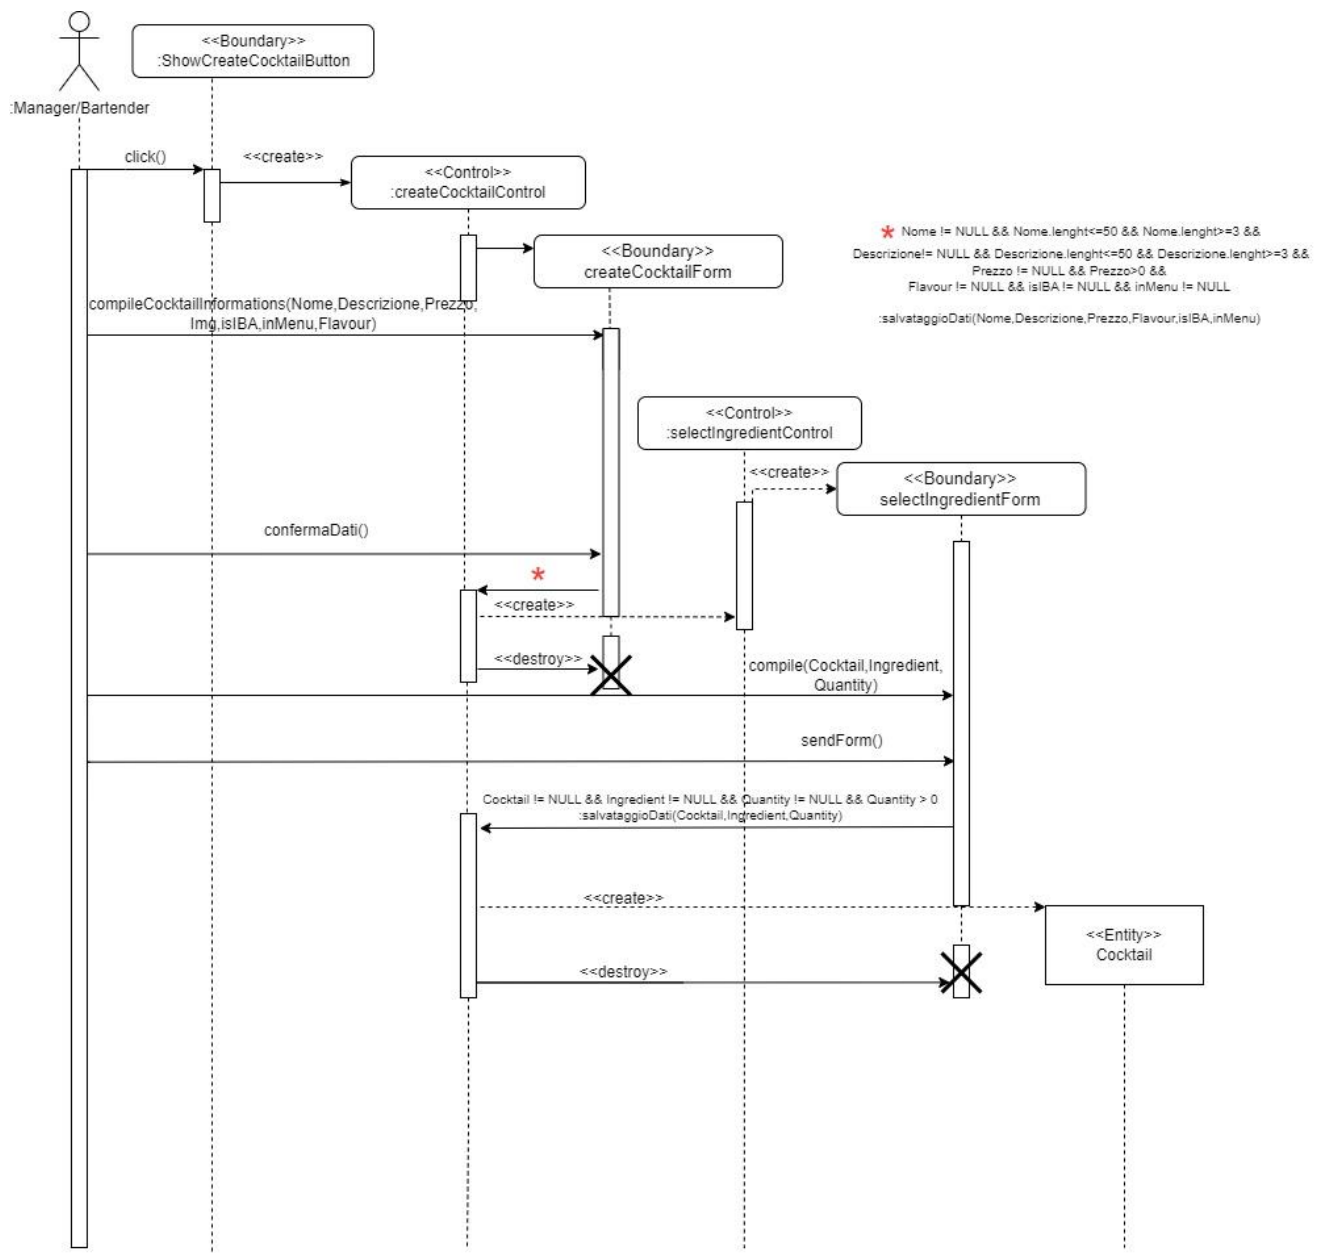 <<Boundary>>
:ShowCreateCocktailButton
:Manager/Bartender
click()
<<create>>
<<Control>>
:createCocktailControl
* Nome != NULL && Nome.lenght<=50 && Nome.lenght>=3 &&
Descrizione!= NULL && Descrizione.lenght<=50 && Descrizione.lenght>=3 &&
Prezzo != NULL && Prezzo>0 &&
Flavour != NULL && isIBA != NULL && inMenu != NULL
:salvataggioDati(Nome,Descrizione,Prezzo,Flavour,isIBA,inMenu)
<<Boundary>>
createCocktailForm
compileCocktailInformations(Nome,Descrizione,Prezzo,
Img,isIBA,inMenu,Flavour)
<<Control>>
:selectIngredientControl
<<create>>
<<Boundary>>
selectIngredientForm
confermaDati()
*
<<create>>
<<destroy>>
compile(Cocktail,Ingredient,
Quantity)
sendForm()
Cocktail != NULL && Ingredient != NULL && Quantity != NULL && Quantity > 0
:salvataggioDati(Cocktail,Ingredient,Quantity)
<<create>>
<<Entity>>
Cocktail
<<destroy>>